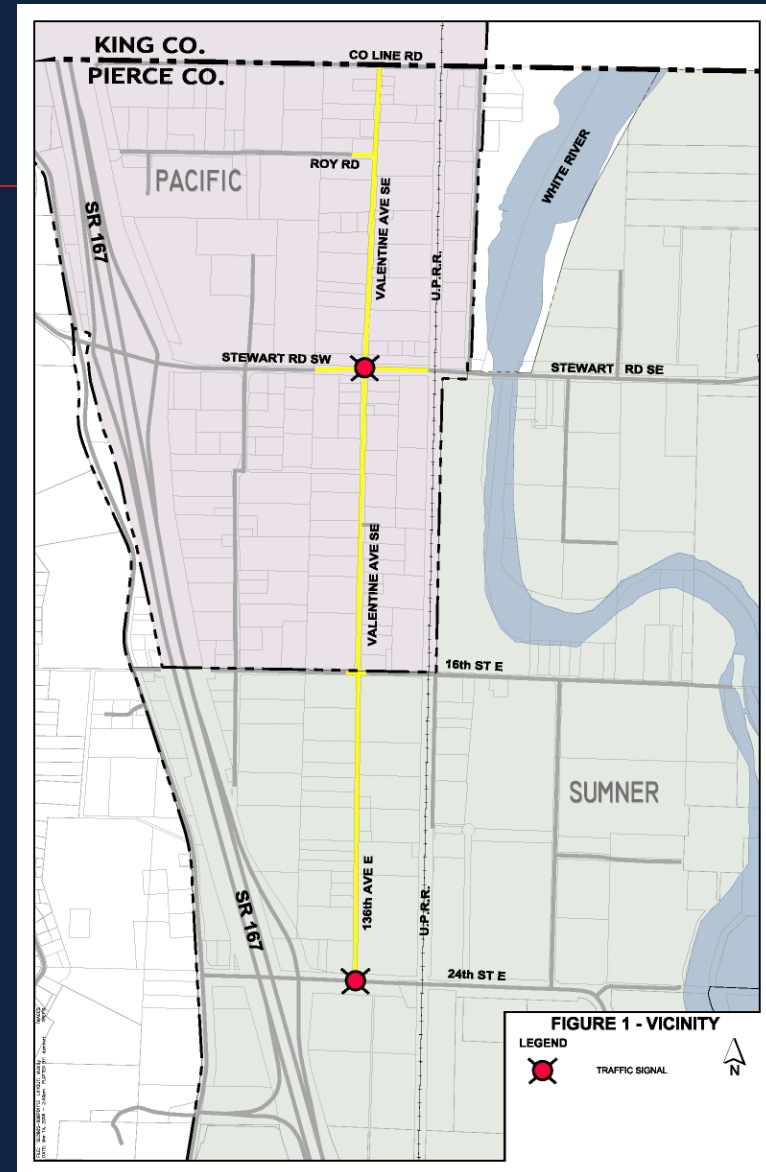 KING CO.
CO LINE RD
PIERCE CO.
ROY RD
PACIFIC
WHITE RIVER
VALENTINE AVE SE
SR 167
U.P.R.R.
STEWART RD SW
STEWART RD SE
VALENTINE AVE SE
16th ST E
SUMNER
136th AVE E
U.P.R.R.
SR 167
24th ST E
FIGURE 1 - VICINITY
LEGEND
TRAFFIC SIGNAL
N